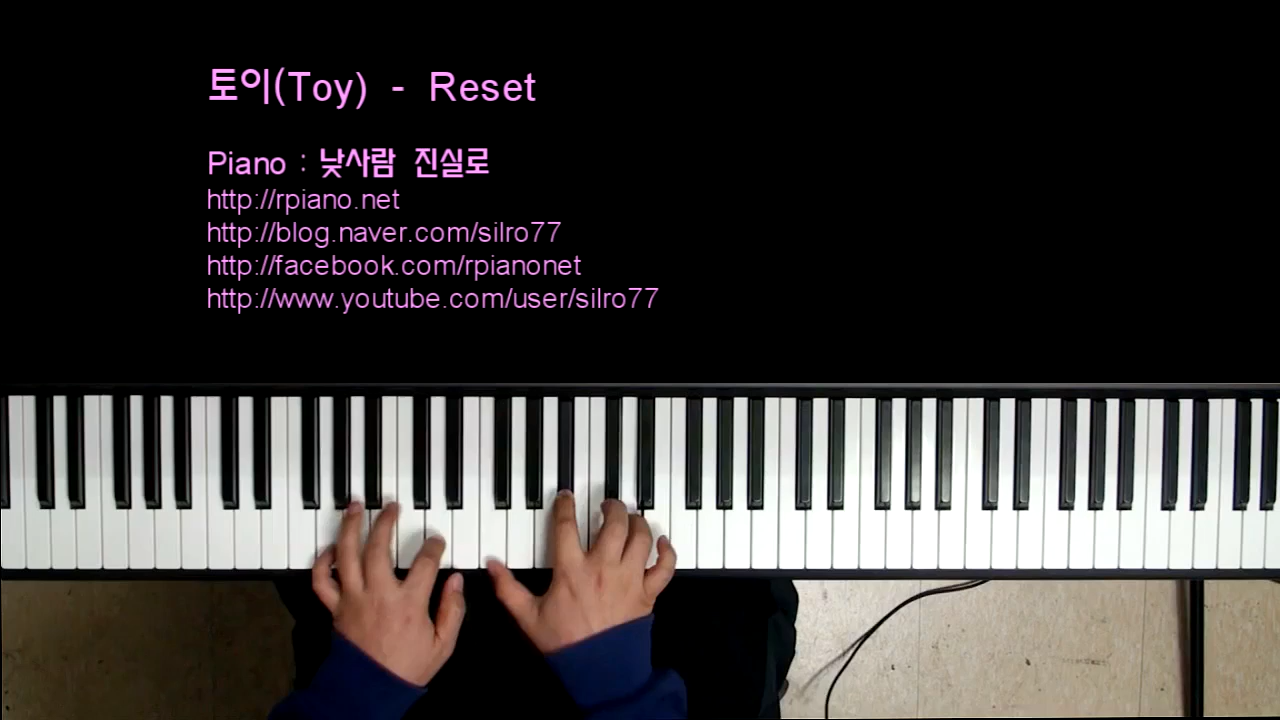 토이(Toy) - Reset
Piano : 낮사람 진실로
http://rpiano.net
http://blog.naver.com/silro77
http://facebook.com/rpianonet
http://www.youtube.com/user/silro77